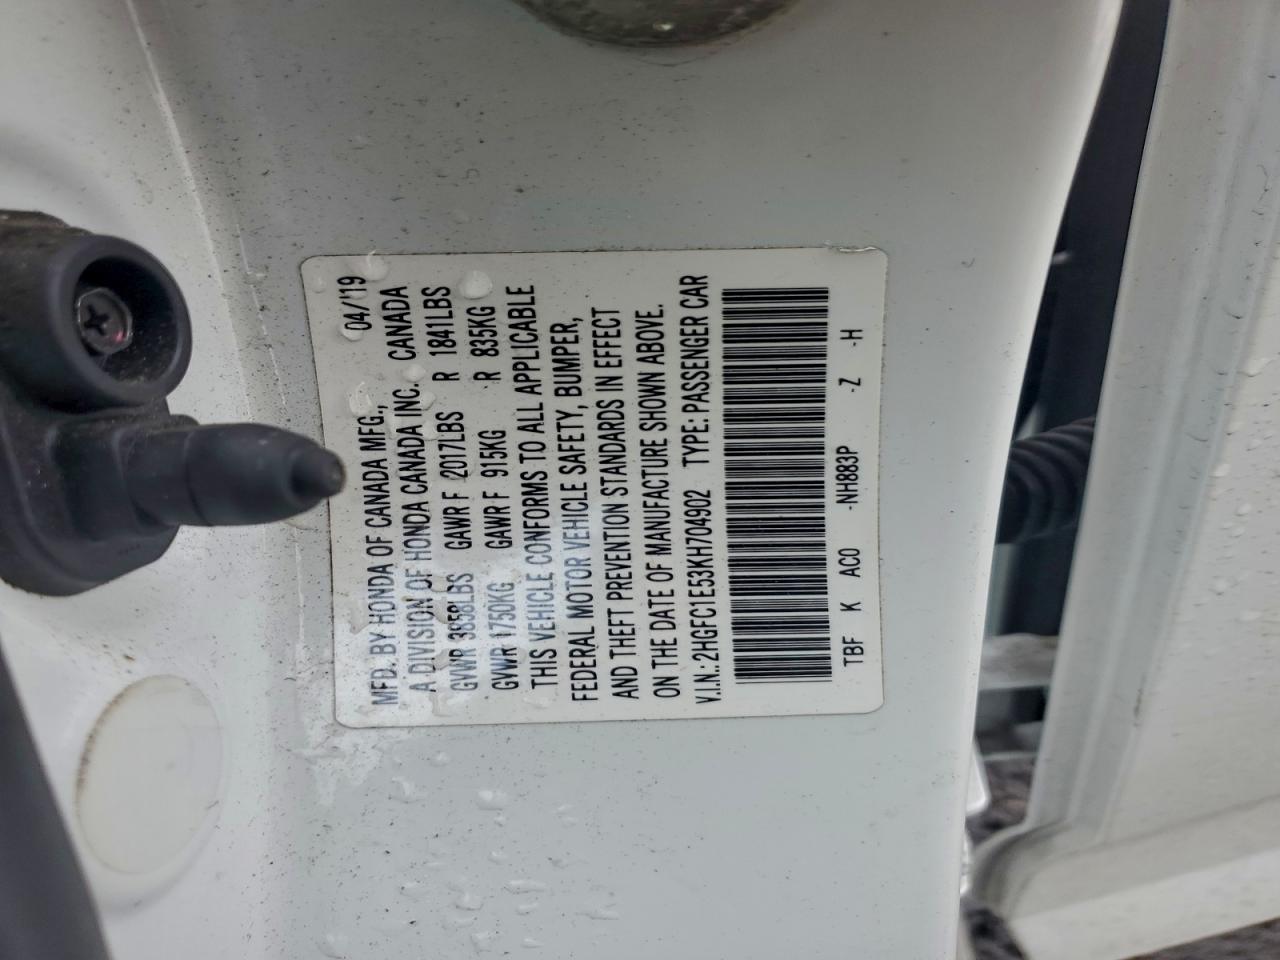 MFD. BY HONDA OF CANADA MFG., 04/19
A DIVISION OF HONDA CANADA INC. CANADA
GVWR 3858LBS GAWR F 2017LBS R 1841LBS
GVWR 1750KG GAWR F 915KG R 835KG
THIS VEHICLE CONFORMS TO ALL APPLICABLE
FEDERAL MOTOR VEHICLE SAFETY, BUMPER,
AND THEFT PREVENTION STANDARDS IN EFFECT
ON THE DATE OF MANUFACTURE SHOWN ABOVE.
V.I.N.: 2HGFC1E53KH704902 TYPE: PASSENGER CAR
TBF K AC0 -NH883P -Z -H